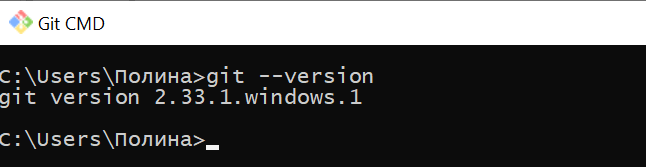 Git CMD
C:\Users\Полина>git --version
git version 2.33.1.windows.1
C:\Users\Полина>